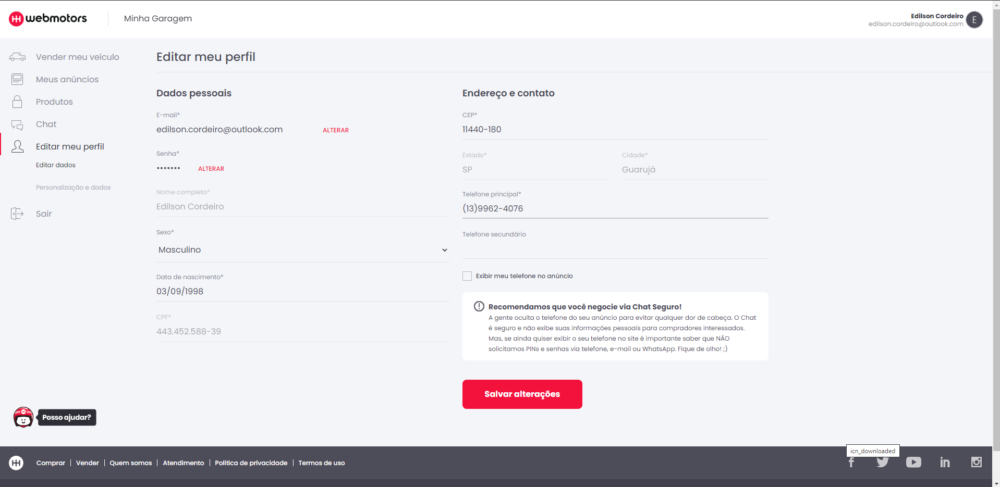 webmotors
Minha Garagem
Edilson Cordeiro
edilson.cordeiro@outlook.com
E
Vender meu veículo
Meus anúncios
Produtos
Chat
Editar meu perfil
Editar dados
Personalização e dados
Sair
Editar meu perfil
Dados pessoais
E-mail*
edilson.cordeiro@outlook.com ALTERAR
Senha*
••••••• ALTERAR
Nome completo*
Edilson Cordeiro
Sexo*
Masculino
Data de nascimento*
03/09/1998
CPF*
443.452.588-39
Endereço e contato
CEP*
11440-180
Estado* Cidade*
SP Guarujá
Telefone principal*
(13)9962-4076
Telefone secundário
Exibir meu telefone no anúncio
Recomendamos que você negocie via Chat Seguro!
A gente oculta o telefone do seu anúncio para evitar qualquer dor de cabeça. O Chat
é seguro e não exibe suas informações pessoais para compradores interessados.
Mas, se ainda quiser exibir o seu telefone no site é importante saber que NÃO
solicitamos PINs e senhas via telefone, e-mail ou WhatsApp. Fique de olho! ;)
Salvar alterações
Posso ajudar?
icn_downloaded
Comprar | Vender | Quem somos | Atendimento | Politica de privacidade | Termos de uso